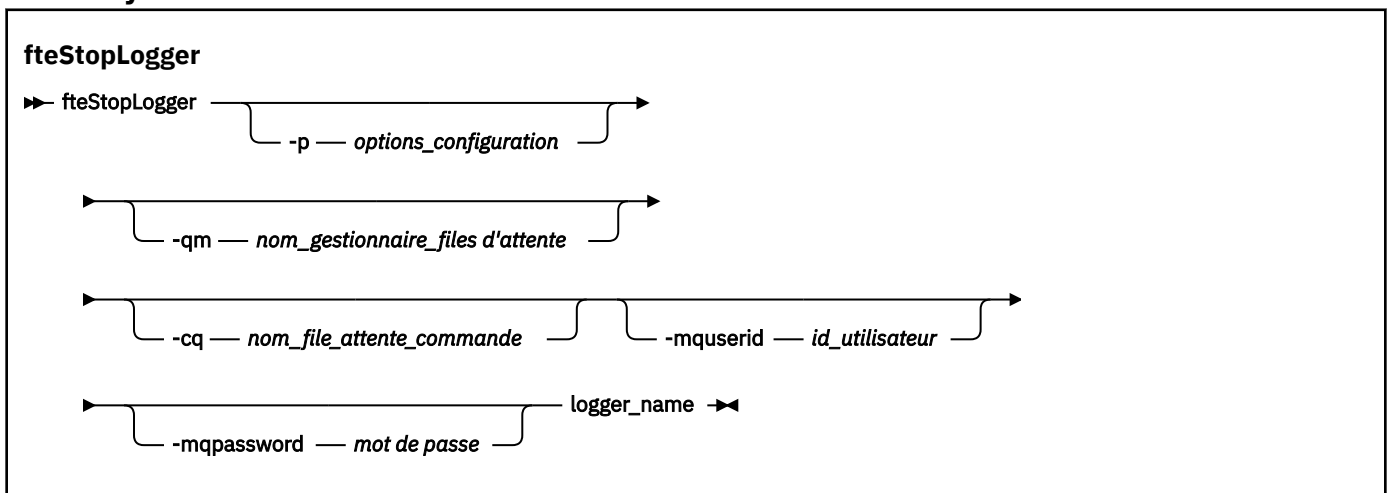 fteStopLogger
fteStopLogger
-p options_configuration
-qm nom_gestionnaire_files d'attente
-cq nom_file_attente_commande -mquserid id_utilisateur
logger_name
-mqpassword mot de passe